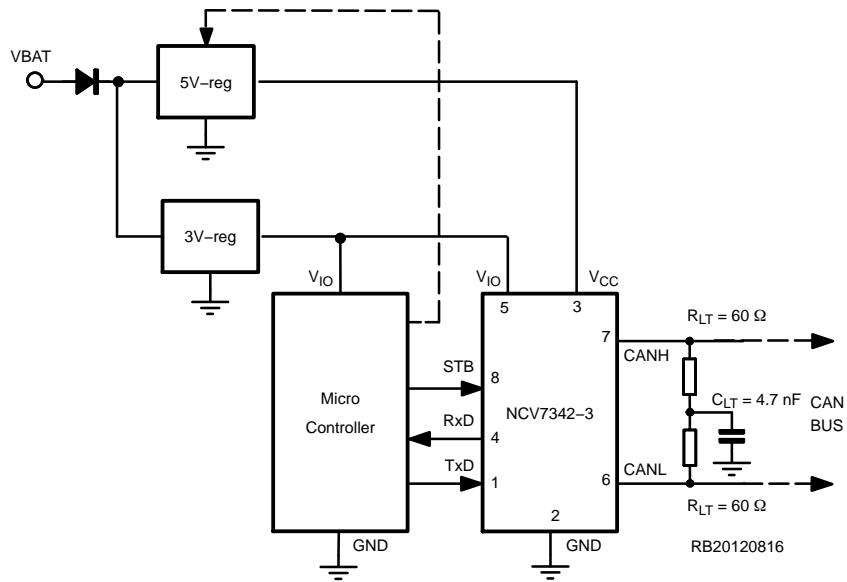 VBAT
5V−reg
3V−reg
VIO
VIO
VCC
5
3
RLT = 60 Ω
7
CANH
STB
8
Micro
Controller
NCV7342−3
CLT = 4.7 nF
CAN
BUS
RxD
4
TxD
1
6
CANL
2
RLT = 60 Ω
GND
GND
RB20120816